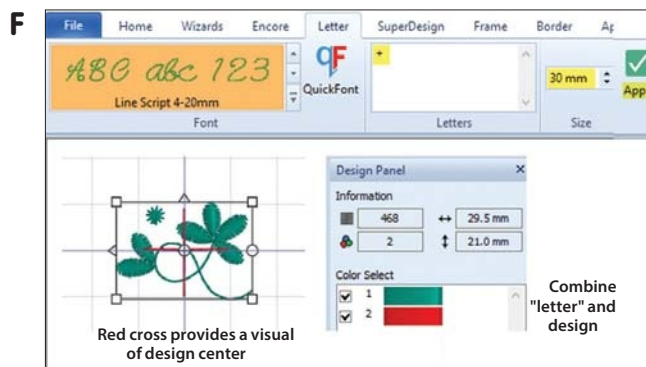 F
File Home Wizards Encore Letter SuperDesign Frame Border
ABC abc 123
Line Script 4-20mm
Font
QF
QuickFont
+
Letters
30 mm
Size
App
Design Panel
Information
468 29.5 mm
2 21.0 mm
Color Select
1
2
Combine
"letter" and
design
Red cross provides a visual
of design center